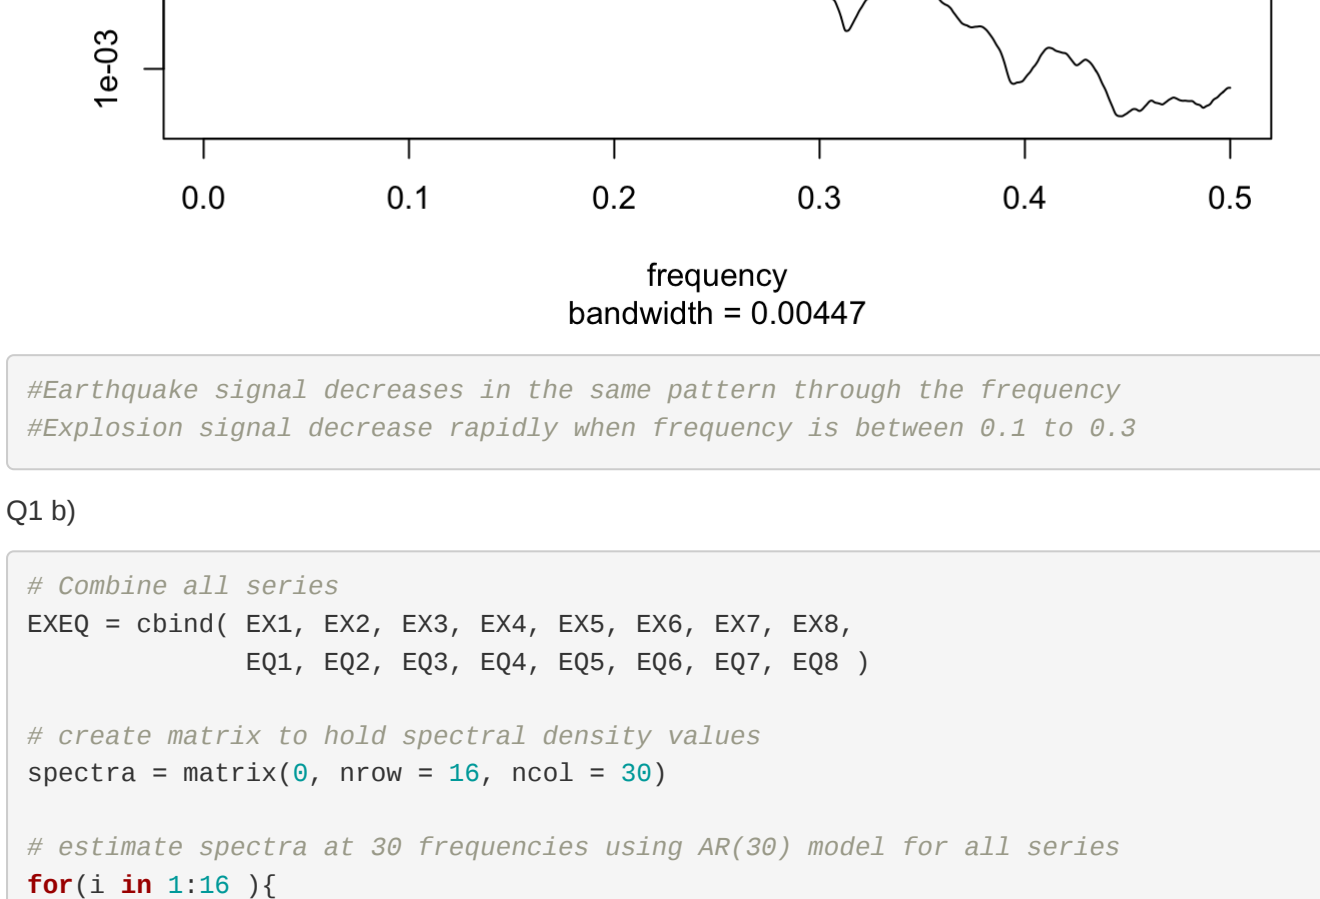 1e-03
0.0 0.1 0.2 0.3 0.4 0.5
frequency
bandwidth = 0.00447
#Earthquake signal decreases in the same pattern through the frequency
#Explosion signal decrease rapidly when frequency is between 0.1 to 0.3
Q1 b)
# Combine all series
EXEQ = cbind( EX1, EX2, EX3, EX4, EX5, EX6, EX7, EX8,
EQ1, EQ2, EQ3, EQ4, EQ5, EQ6, EQ7, EQ8 )
# create matrix to hold spectral density values
spectra = matrix(0, nrow = 16, ncol = 30)
# estimate spectra at 30 frequencies using AR(30) model for all series
for(i in 1:16 ){